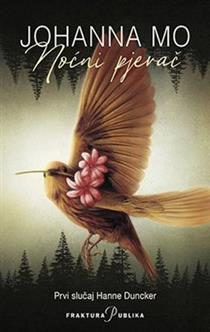 JOHANNA MO
Noćni pjevač
Prvi slučaj Hanne Duncker
FRAKTURA PUBLIKA